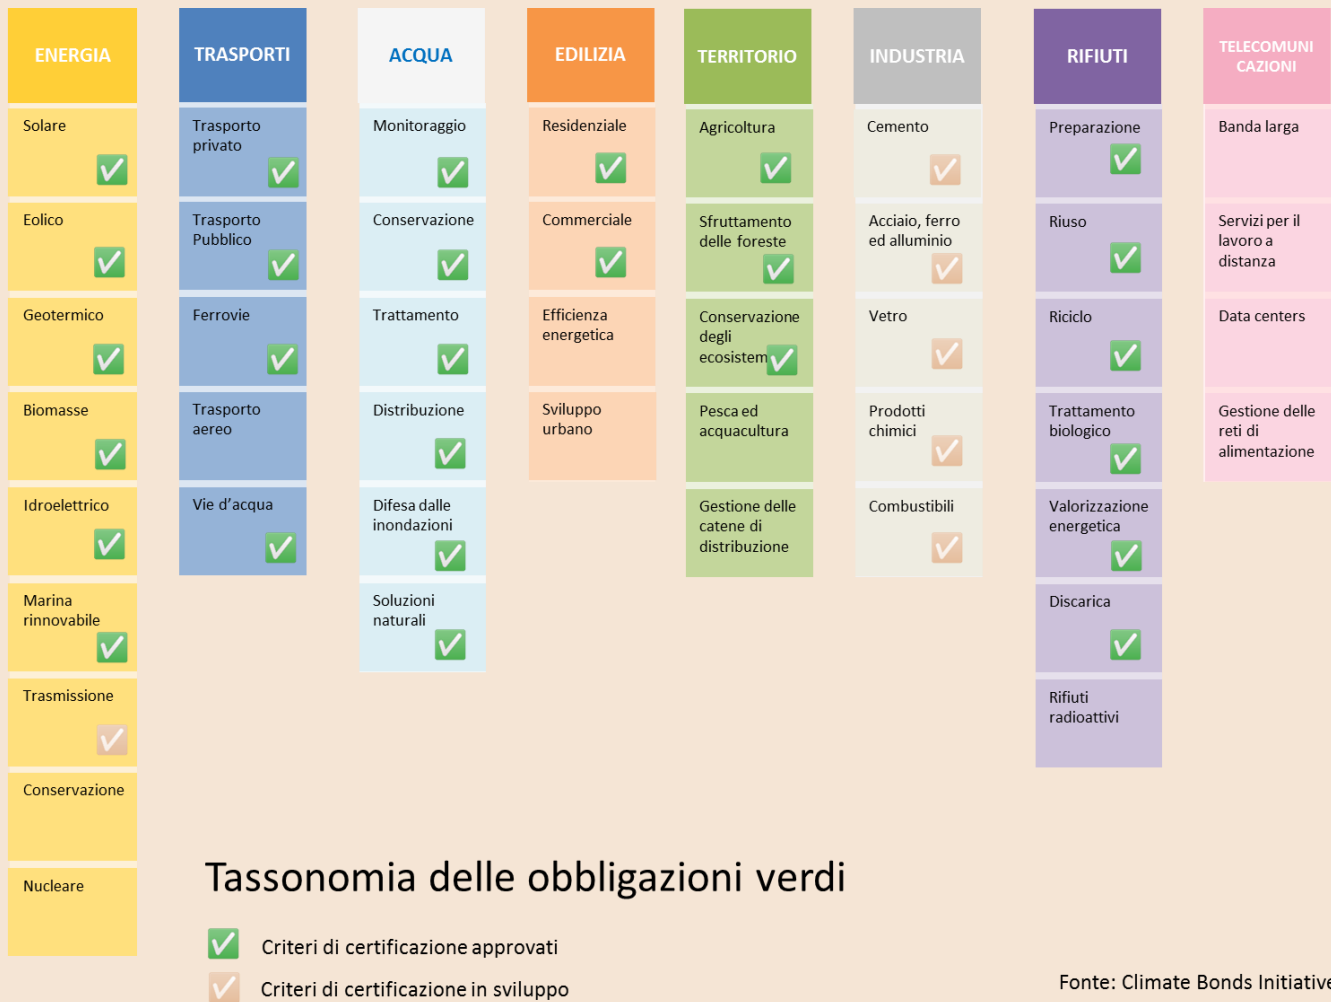 ENERGIA
Solare
Eolico
Geotermico
Biomasse
Idroelettrico
Marina
rinnovabile
Trasmissione
Conservazione
Nucleare
TRASPORTI
Trasporto
privato
Trasporto
Pubblico
Ferrovie
Trasporto
aereo
Vie d’acqua
ACQUA
Monitoraggio
Conservazione
Trattamento
Distribuzione
Difesa dalle
inondazioni
Soluzioni
naturali
EDILIZIA
Residenziale
Commerciale
Efficienza
energetica
Sviluppo
urbano
TERRITORIO
Agricoltura
Sfruttamento
delle foreste
Conservazione
degli
ecosistem
Pesca ed
acquacultura
Gestione delle
catene di
distribuzione
INDUSTRIA
Cemento
Acciaio, ferro
ed alluminio
Vetro
Prodotti
chimici
Combustibili
RIFIUTI
Preparazione
Riuso
Riciclo
Trattamento
biologico
Valorizzazione
energetica
Discarica
Rifiuti
radioattivi
TELECOMUNI
CAZIONI
Banda larga
Servizi per il
lavoro a
distanza
Data centers
Gestione delle
reti di
alimentazione
Tassonomia delle obbligazioni verdi
Criteri di certificazione approvati
Criteri di certificazione in sviluppo
Fonte: Climate Bonds Initiative